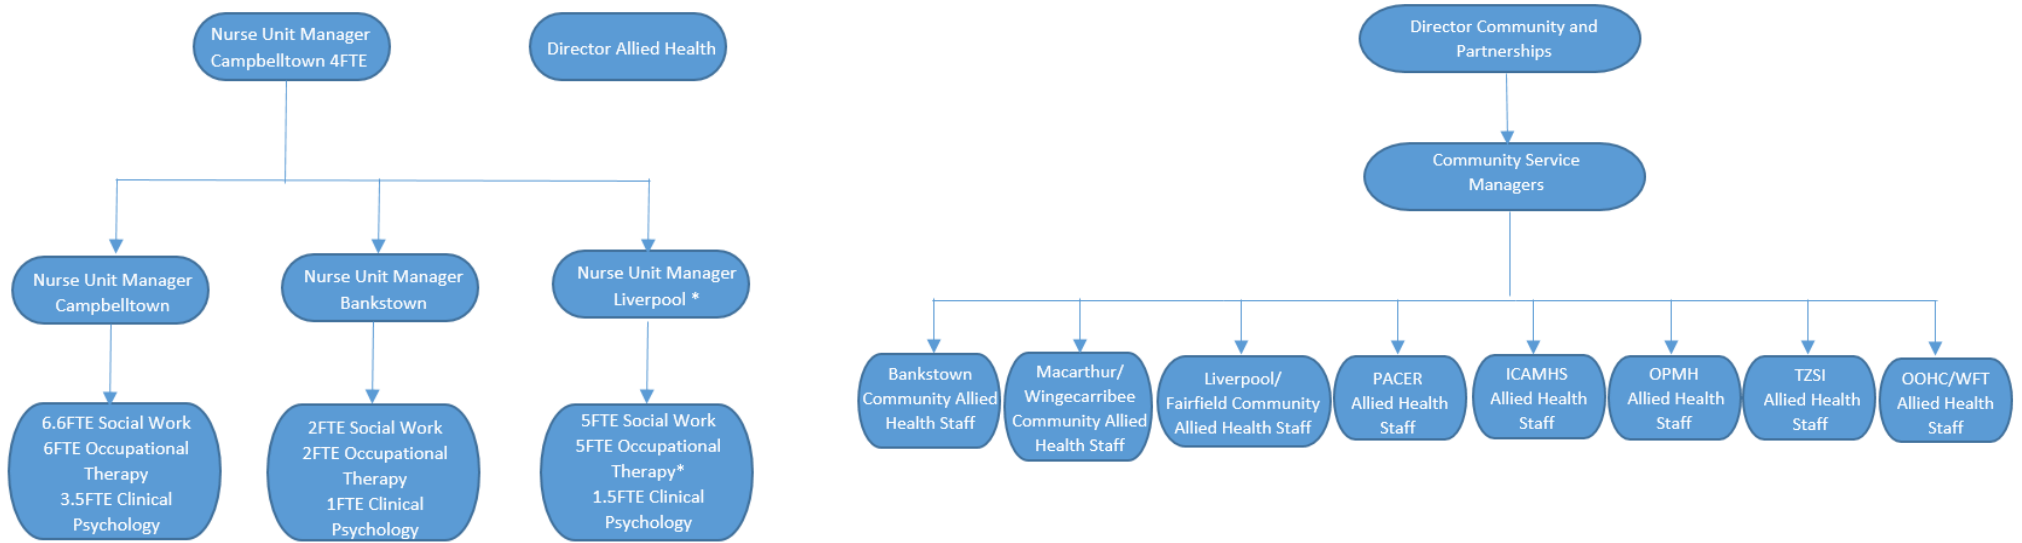 Nurse Unit Manager
Campbelltown 4FTE
Director Allied Health
Director Community and
Partnerships
Community Service
Managers
Nurse Unit Manager
Campbelltown
Nurse Unit Manager
Bankstown
Nurse Unit Manager
Liverpool *
6.6FTE Social Work
6FTE Occupational
Therapy
3.5FTE Clinical
Psychology
2FTE Social Work
2FTE Occupational
Therapy
1FTE Clinical
Psychology
5FTE Social Work
5FTE Occupational
Therapy*
1.5FTE Clinical
Psychology
Bankstown
Community Allied
Health Staff
Macarthur/
Wingecarribee
Community Allied
Health Staff
Liverpool/
Fairfield Community
Allied Health Staff
PACER
Allied Health
Staff
ICAMHS
Allied Health
Staff
OPMH
Allied Health
Staff
TZSI
Allied Health
Staff
OOHC/WFT
Allied Health
Staff